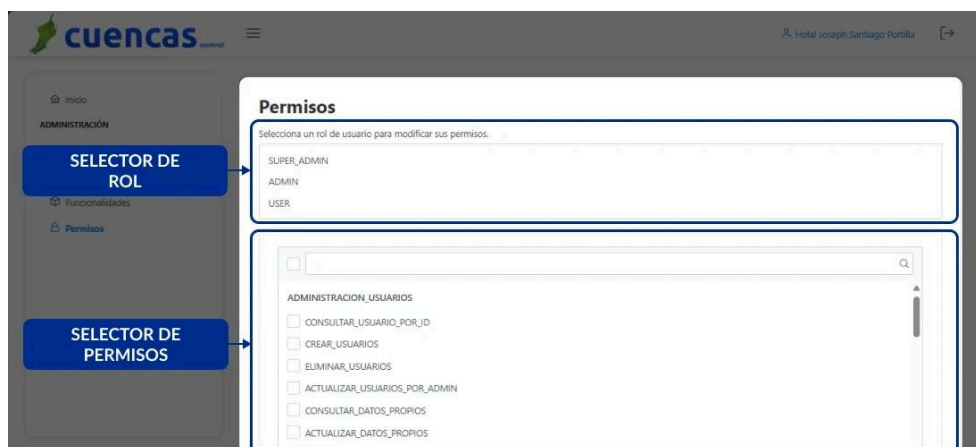 cuencas control
Hola! Joseph Santiago Portilla
Inicio
ADMINISTRACIÓN
SELECTOR DE
ROL
Funcionalidades
Permisos
SELECTOR DE
PERMISOS
Permisos
Selecciona un rol de usuario para modificar sus permisos.
SUPER_ADMIN
ADMIN
USER
ADMINISTRACION_USUARIOS
CONSULTAR_USUARIO_POR_ID
CREAR_USUARIOS
ELIMINAR_USUARIOS
ACTUALIZAR_USUARIOS_POR_ADMIN
CONSULTAR_DATOS_PROPIOS
ACTUALIZAR_DATOS_PROPIOS